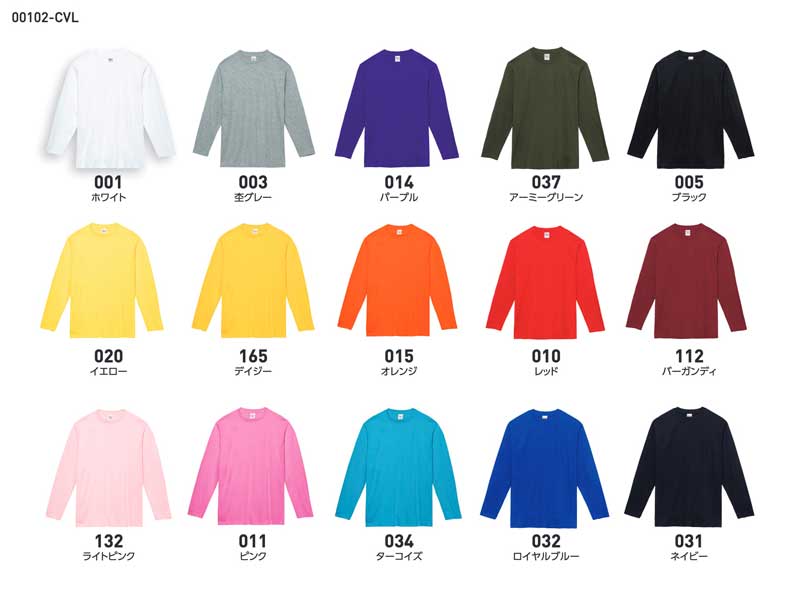 00102-CVL
001 003 014 037 005
ホワイト 杢グレー パープル アーミーグリーン ブラック
020 165 015 010 112
イエロー デイジー オレンジ レッド バーガンディ
132 011 034 032 031
ライトピンク ピンク ターコイズ ロイヤルブルー ネイビー